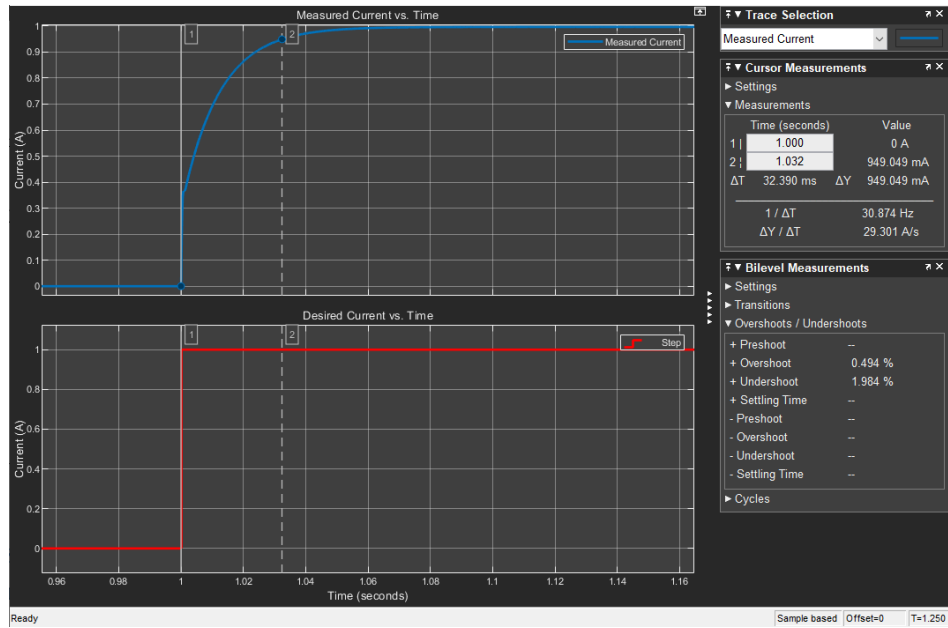 Measured Current vs. Time
1
0.9
0.8
0.7
0.6
0.5
0.4
0.3
0.2
0.1
0
Current (A)
1
2
Measured Current
Desired Current vs. Time
1
0.8
0.6
0.4
0.2
0
Current (A)
1
2
Step
0.96 0.98 1 1.02 1.04 1.06 1.08 1.1 1.12 1.14 1.16
Time (seconds)
Trace Selection
Measured Current
Cursor Measurements
Settings
Measurements
Time (seconds) Value
1 | 1.000 0 A
2 ¦ 1.032 949.049 mA
ΔT 32.390 ms ΔY 949.049 mA
1 / ΔT 30.874 Hz
ΔY / ΔT 29.301 A/s
Bilevel Measurements
Settings
Transitions
Overshoots / Undershoots
+ Preshoot --
+ Overshoot 0.494 %
+ Undershoot 1.984 %
+ Settling Time --
- Preshoot --
- Overshoot --
- Undershoot --
- Settling Time --
Cycles
Ready
Sample based Offset=0 T=1.250